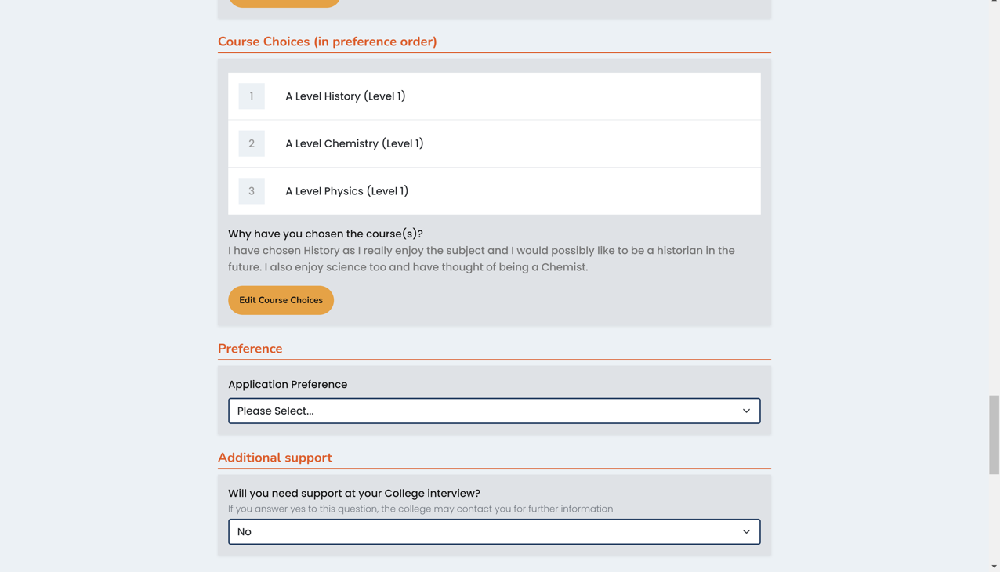 Course Choices (in preference order)
1 A Level History (Level 1)
2 A Level Chemistry (Level 1)
3 A Level Physics (Level 1)
Why have you chosen the course(s)?
I have chosen History as I really enjoy the subject and I would possibly like to be a historian in the
future. I also enjoy science too and have thought of being a Chemist.
Edit Course Choices
Preference
Application Preference
Please Select...
Additional support
Will you need support at your College interview?
If you answer yes to this question, the college may contact you for further information
No